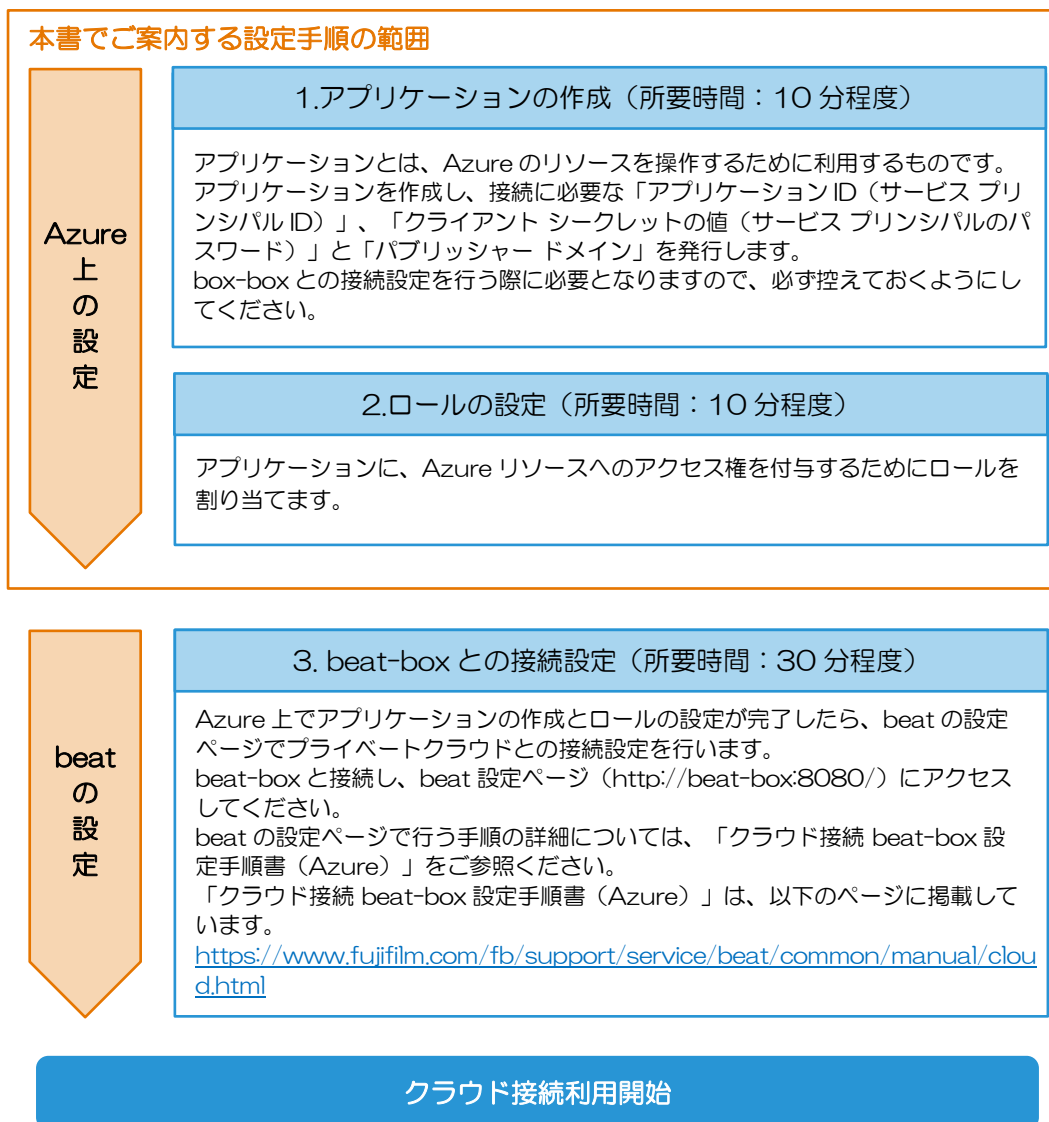 本書でご案内する設定手順の範囲
Azure
上
の
設
定
1.アプリケーションの作成（所要時間：10 分程度）
アプリケーションとは、Azure のリソースを操作するために利用するものです。
アプリケーションを作成し、接続に必要な「アプリケーション ID（サービス プリ
ンシパル ID）」、「クライアント シークレットの値（サービス プリンシパルのパ
スワード）」と「パブリッシャー ドメイン」を発行します。
box-box との接続設定を行う際に必要となりますので、必ず控えておくようにし
てください。
2.ロールの設定（所要時間：10 分程度）
アプリケーションに、Azure リソースへのアクセス権を付与するためにロールを
割り当てます。
beat
の
設
定
3. beat-box との接続設定（所要時間：30 分程度）
Azure 上でアプリケーションの作成とロールの設定が完了したら、beat の設定
ページでプライベートクラウドとの接続設定を行います。
beat-box と接続し、beat 設定ページ（http://beat-box:8080/）にアクセス
してください。
beat の設定ページで行う手順の詳細については、「クラウド接続 beat-box 設
定手順書（Azure）」をご参照ください。
「クラウド接続 beat-box 設定手順書（Azure）」は、以下のページに掲載して
います。
https://www.fujifilm.com/fb/support/service/beat/common/manual/clou
d.html
クラウド接続利用開始